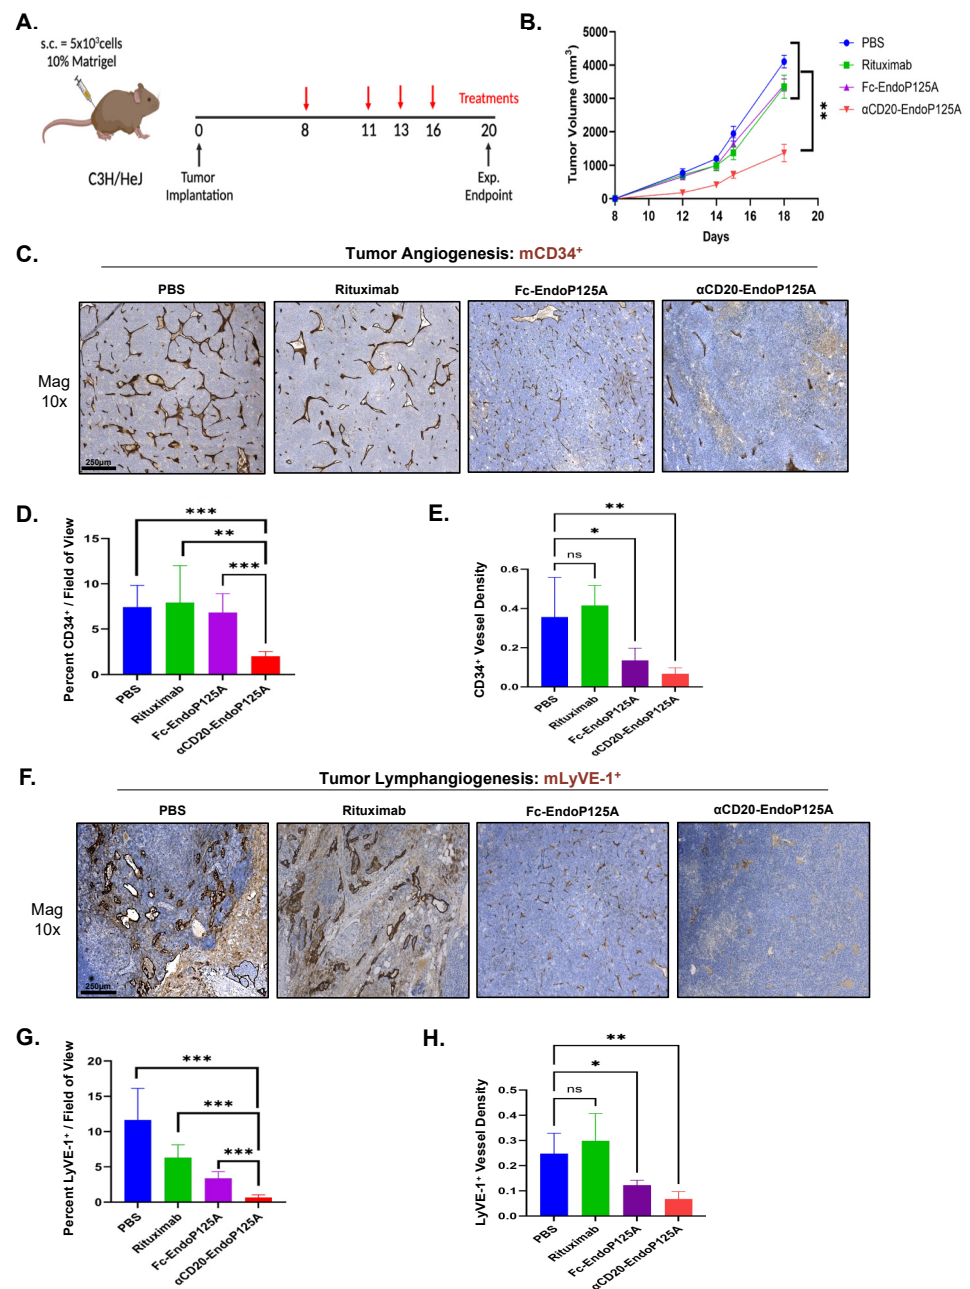 A.
s.c. = 5x10³cells
10% Matrigel
C3H/HeJ
Treatments
0 8 11 13 16 20
Tumor
Implantation
Exp.
Endpoint
B.
Tumor Volume (mm³)
5000
4000
3000
2000
1000
0
8 10 12 14 16 18 20
Days
PBS
Rituximab
Fc-EndoP125A
αCD20-EndoP125A
**
C.
Tumor Angiogenesis: mCD34⁺
PBS Rituximab Fc-EndoP125A αCD20-EndoP125A
Mag
10x
250μm
D.
Percent CD34⁺ / Field of View
15
10
5
0
***
**
***
PBS
Rituximab
Fc-EndoP125A
αCD20-EndoP125A
E.
CD34⁺ Vessel Density
0.6
0.4
0.2
0.0
**
*
ns
PBS
Rituximab
Fc-EndoP125A
αCD20-EndoP125A
F.
Tumor Lymphangiogenesis: mLyVE-1⁺
PBS Rituximab Fc-EndoP125A αCD20-EndoP125A
Mag
10x
250μm
G.
Percent LyVE-1⁺ / Field of View
20
15
10
5
0
***
***
***
PBS
Rituximab
Fc-EndoP125A
αCD20-EndoP125A
H.
LyVE-1⁺ Vessel Density
0.5
0.4
0.3
0.2
0.1
0.0
**
*
ns
PBS
Rituximab
Fc-EndoP125A
αCD20-EndoP125A